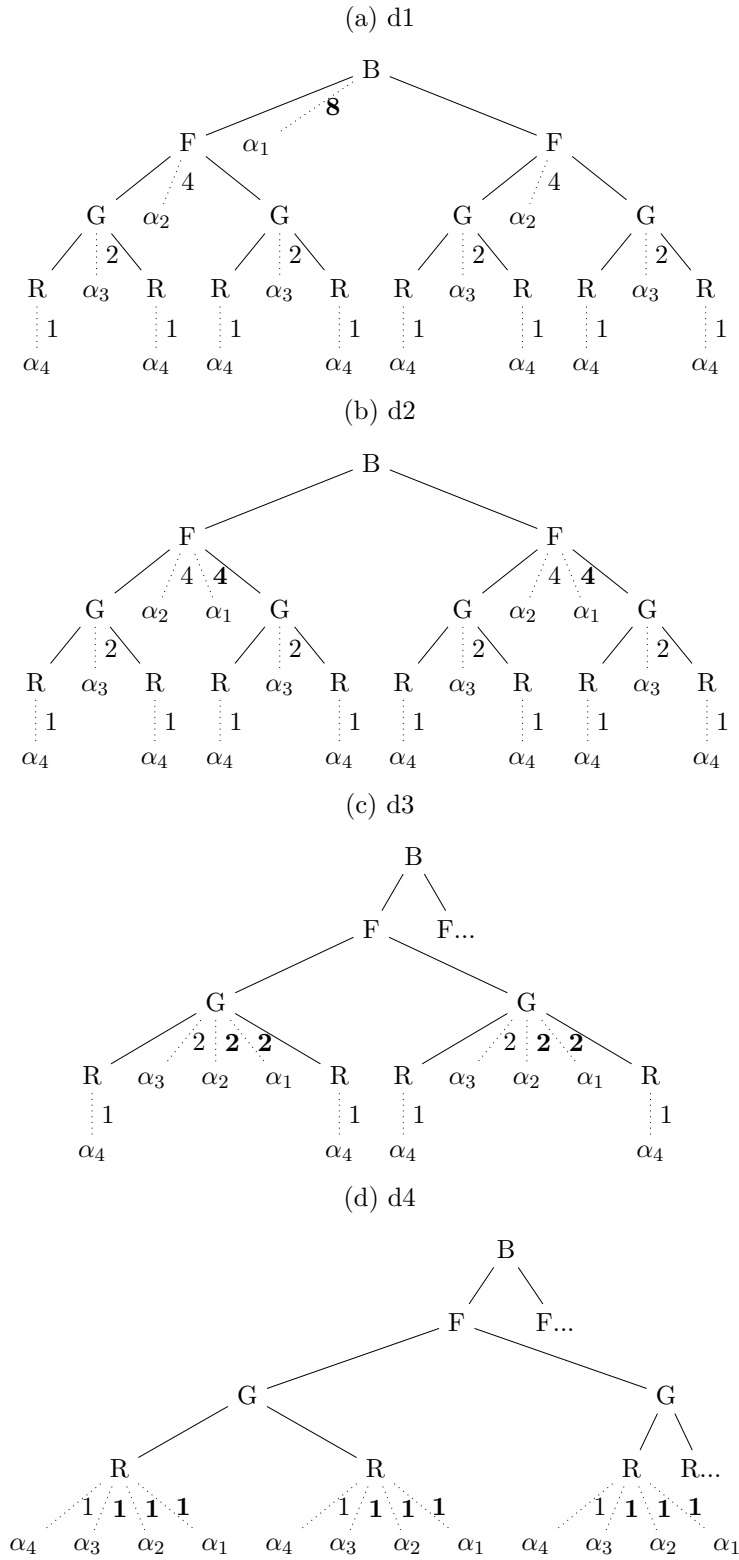 (a) d1
B
8
F α₁ F
4 4
G α₂ G G α₂ G
2 2 2 2
R α₃ R R α₃ R R α₃ R R α₃ R
1 1 1 1 1 1 1 1
α₄ α₄ α₄ α₄ α₄ α₄ α₄ α₄
(b) d2
B
F F
4 4 4 4
G α₂ α₁ G G α₂ α₁ G
2 2 2 2
R α₃ R R α₃ R R α₃ R R α₃ R
1 1 1 1 1 1 1 1
α₄ α₄ α₄ α₄ α₄ α₄ α₄ α₄
(c) d3
B
F F...
G G
2 2 2 2 2 2
R α₃ α₂ α₁ R R α₃ α₂ α₁ R
1 1 1 1
α₄ α₄ α₄ α₄
(d) d4
B
F F...
G G
R R R R...
1 1 1 1 1 1 1 1 1 1 1 1
α₄ α₃ α₂ α₁ α₄ α₃ α₂ α₁ α₄ α₃ α₂ α₁